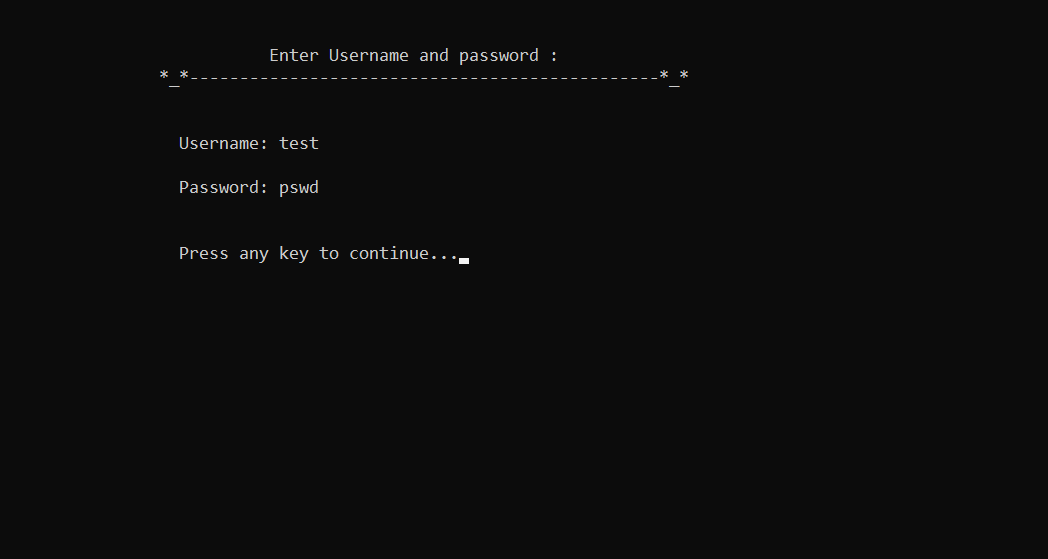 Enter Username and password :
*_*-----------------------------------------------*_*
Username: test
Password: pswd
Press any key to continue...